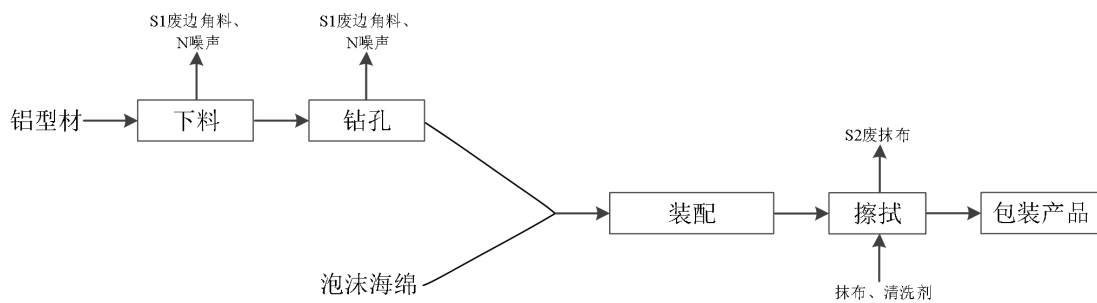 S1废边角料、
N噪声
S1废边角料、
N噪声
铝型材
下料
钻孔
S2废抹布
装配
擦拭
包装产品
泡沫海绵
抹布、清洗剂